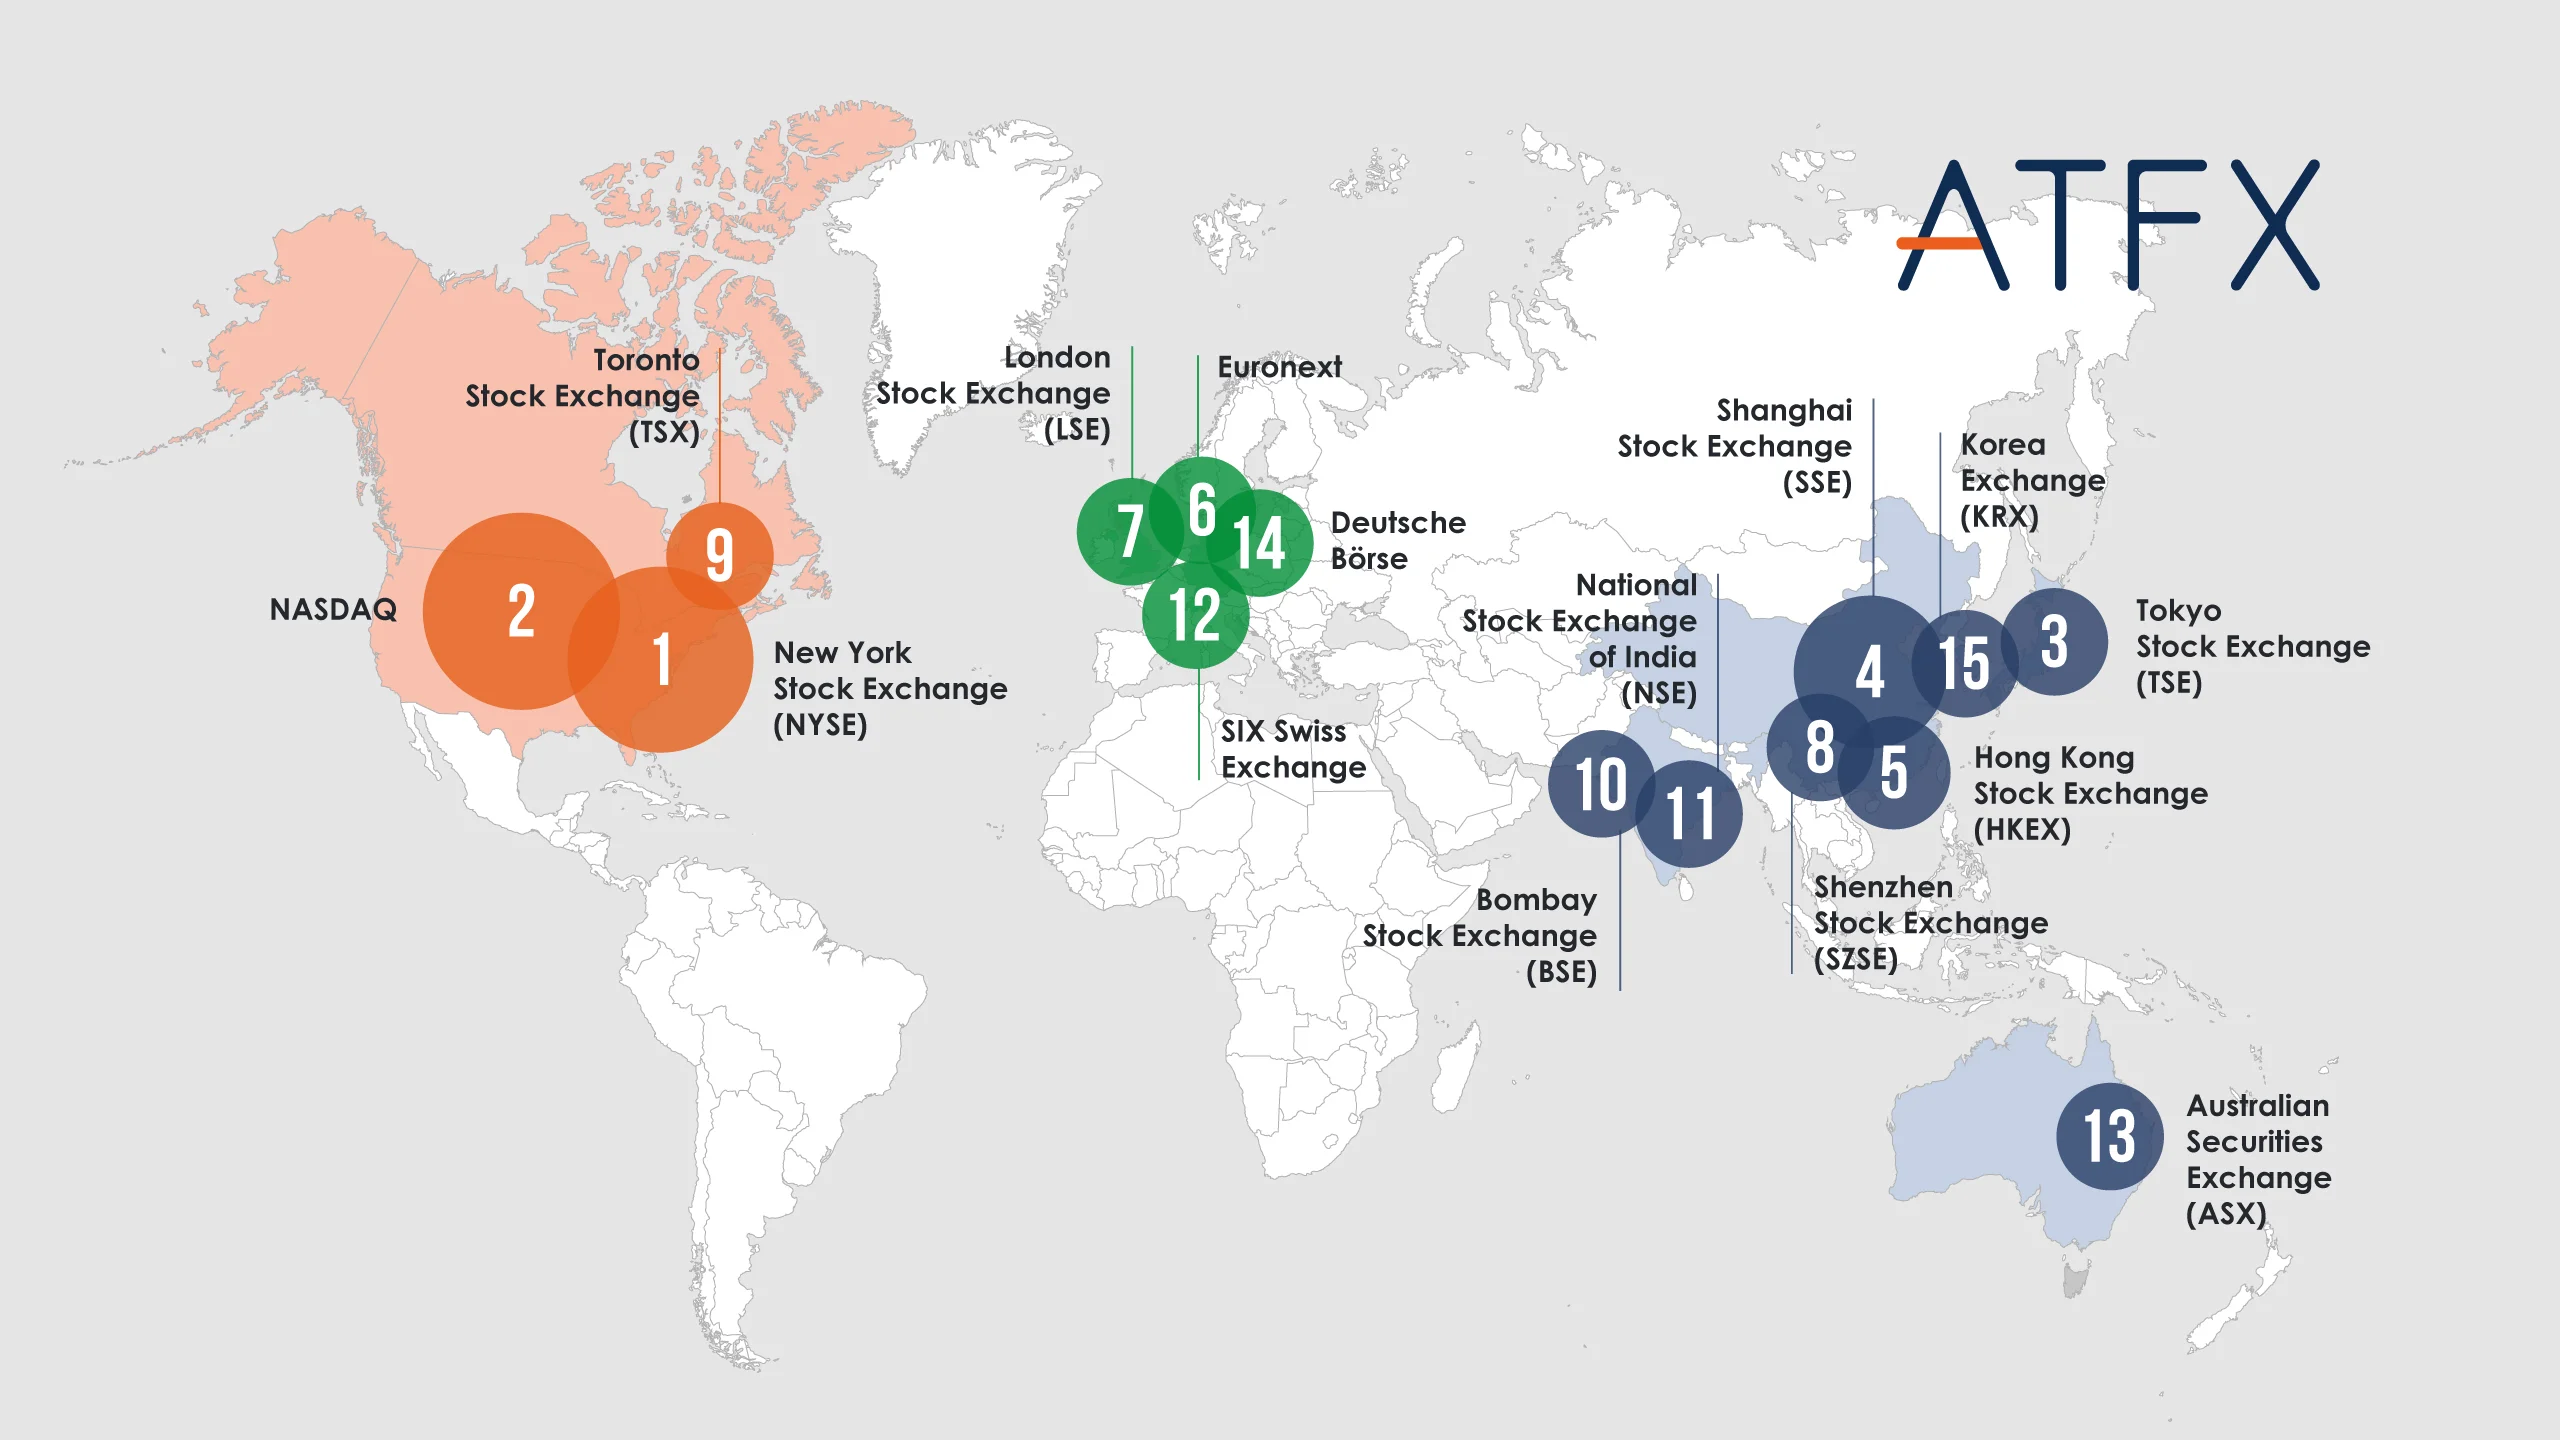 ATFX
Toronto
Stock Exchange
(TSX)
9
NASDAQ
2
1
New York
Stock Exchange
(NYSE)
London
Stock Exchange
(LSE)
7
Euronext
6
14
Deutsche
Börse
12
SIX Swiss
Exchange
Shanghai
Stock Exchange
(SSE)
4
Korea
Exchange
(KRX)
15
3
Tokyo
Stock Exchange
(TSE)
National
Stock Exchange
of India
(NSE)
10
11
Bombay
Stock Exchange
(BSE)
8
5
Hong Kong
Stock Exchange
(HKEX)
Shenzhen
Stock Exchange
(SZSE)
13
Australian
Securities
Exchange
(ASX)